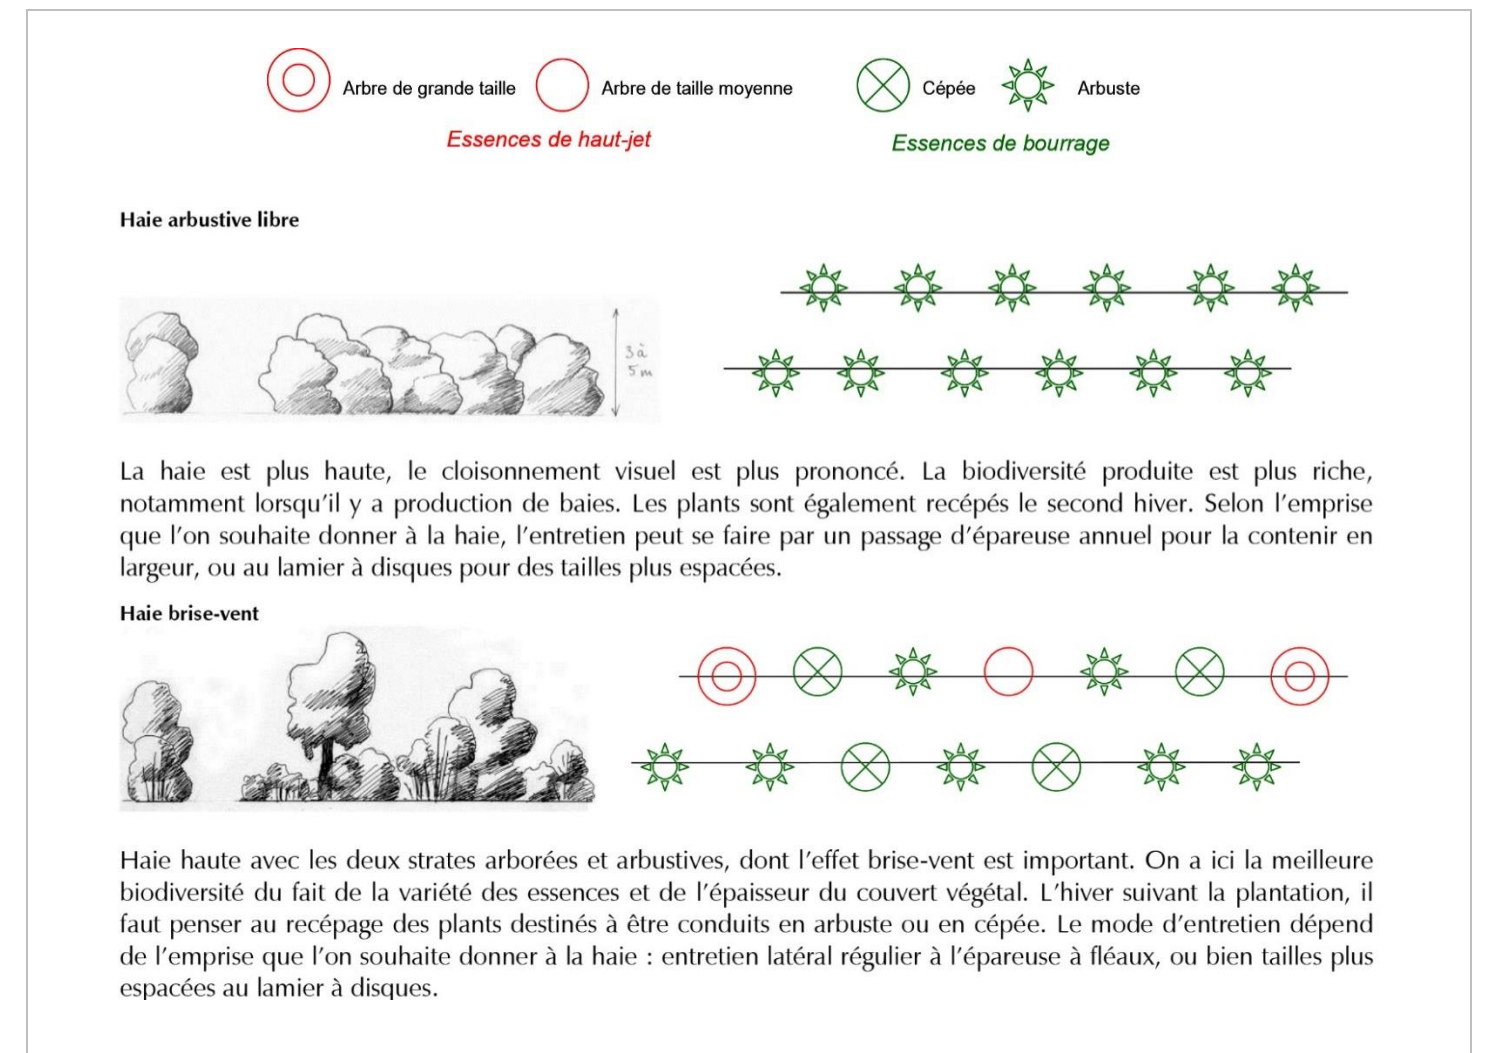 Arbre de grande taille Arbre de taille moyenne Cépée Arbuste
Essences de haut-jet Essences de bourrage
Haie arbustive libre
3 à
5 m
La haie est plus haute, le cloisonnement visuel est plus prononcé. La biodiversité produite est plus riche,
notamment lorsqu'il y a production de baies. Les plants sont également recépés le second hiver. Selon l'emprise
que l'on souhaite donner à la haie, l'entretien peut se faire par un passage d'épareuse annuel pour la contenir en
largeur, ou au lamier à disques pour des tailles plus espacées.
Haie brise-vent
Haie haute avec les deux strates arborées et arbustives, dont l'effet brise-vent est important. On a ici la meilleure
biodiversité du fait de la variété des essences et de l'épaisseur du couvert végétal. L'hiver suivant la plantation, il
faut penser au recépage des plants destinés à être conduits en arbuste ou en cépée. Le mode d'entretien dépend
de l'emprise que l'on souhaite donner à la haie : entretien latéral régulier à l'épareuse à fléaux, ou bien tailles plus
espacées au lamier à disques.